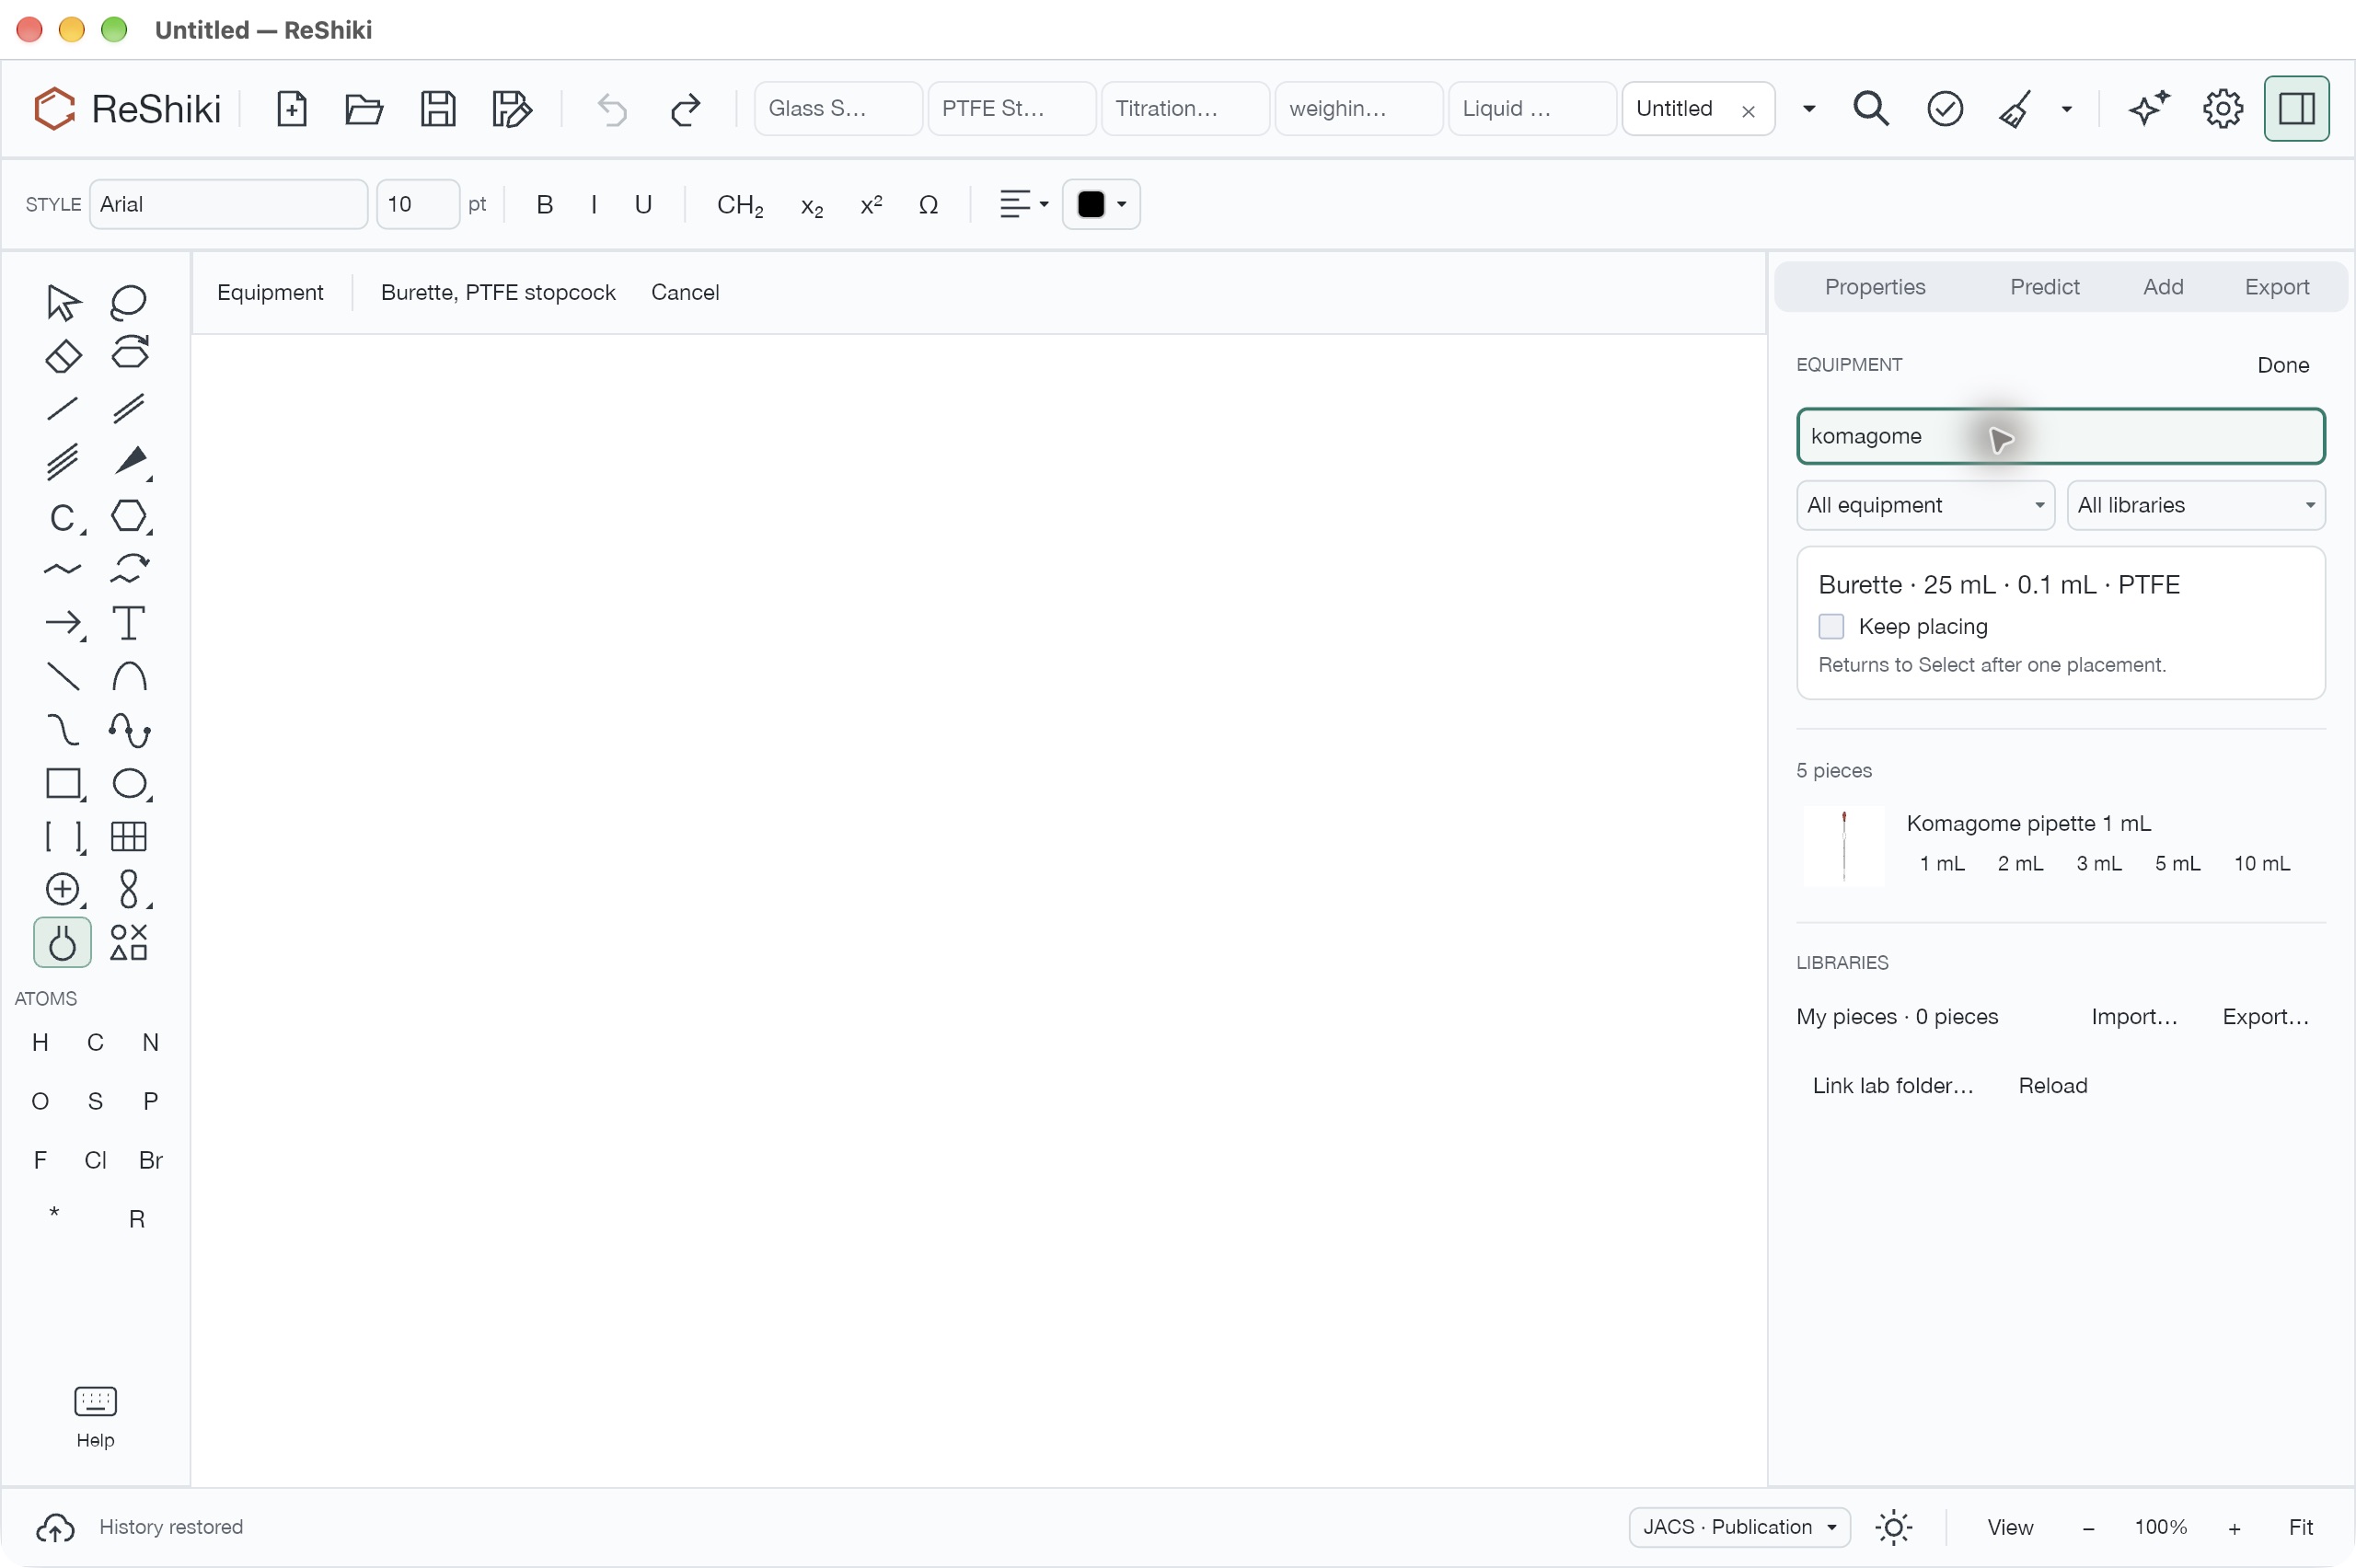 Untitled — ReShiki
ReShiki
Glass S...
PTFE St...
Titration...
weighin...
Liquid ...
Untitled ×
STYLE Arial 10 pt B I U CH₂ x₂ x² Ω
Equipment Burette, PTFE stopcock Cancel
Properties Predict Add Export
EQUIPMENT Done
komagome
All equipment All libraries
Burette · 25 mL · 0.1 mL · PTFE
Keep placing
Returns to Select after one placement.
5 pieces
Komagome pipette 1 mL
1 mL 2 mL 3 mL 5 mL 10 mL
LIBRARIES
My pieces · 0 pieces Import... Export...
Link lab folder... Reload
C
T
[ ]
ATOMS
H C N
O S P
F Cl Br
* R
Help
History restored
JACS · Publication View − 100% + Fit